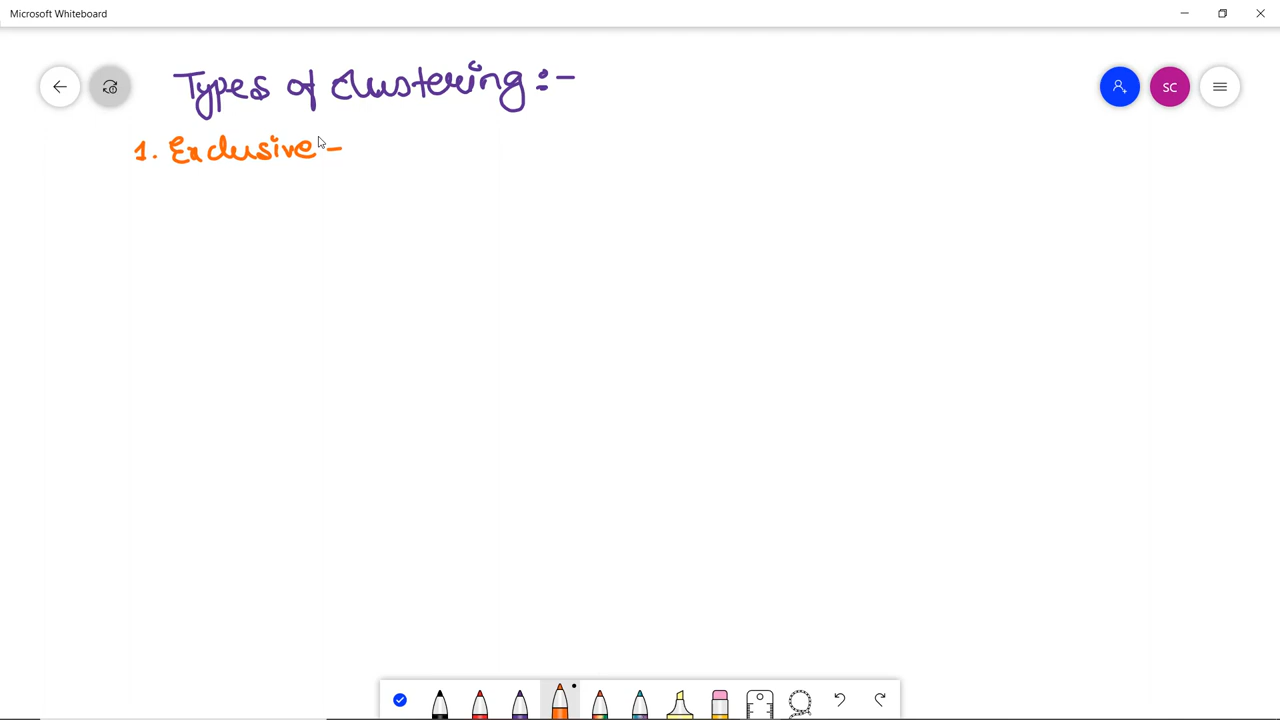 Microsoft Whiteboard
Types of clustering :-
SC
1. Exclusive -